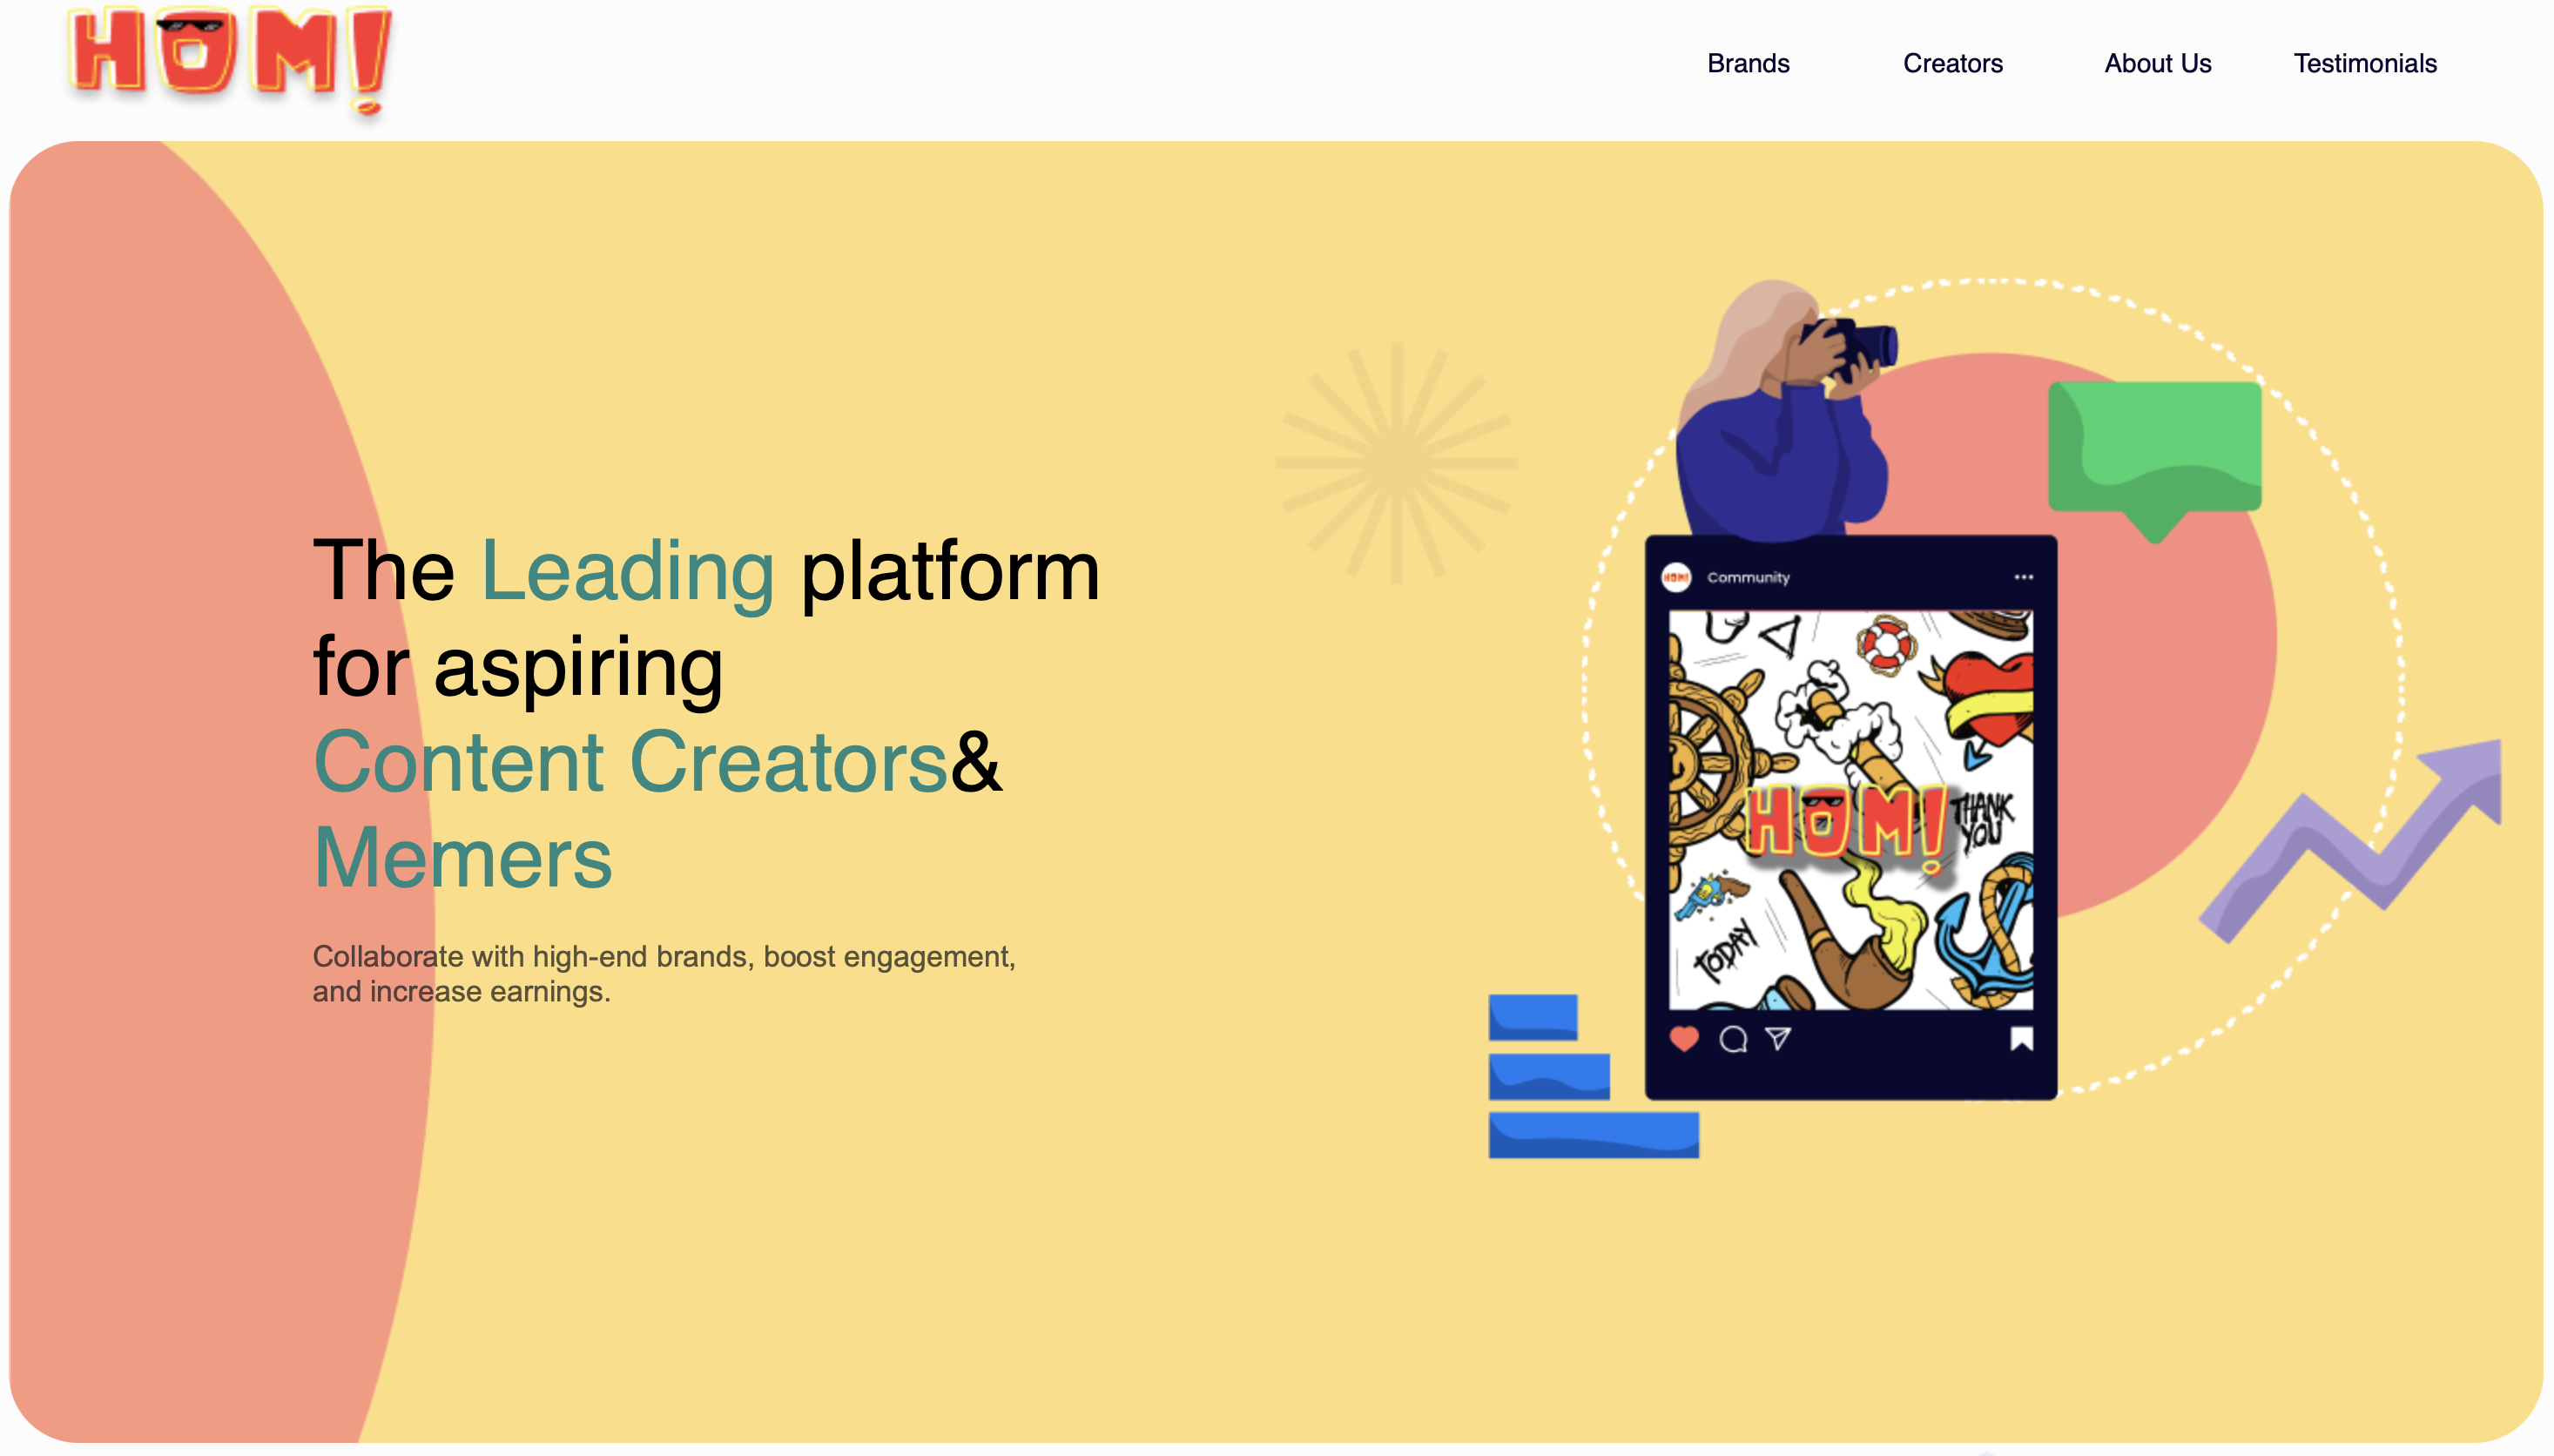 HOM!
Brands
Creators
About Us
Testimonials
The Leading platform
for aspiring
Content Creators&
Memers
Collaborate with high-end brands, boost engagement,
and increase earnings.
HOM! Community
HOM!
THANK
YOU
TODAY